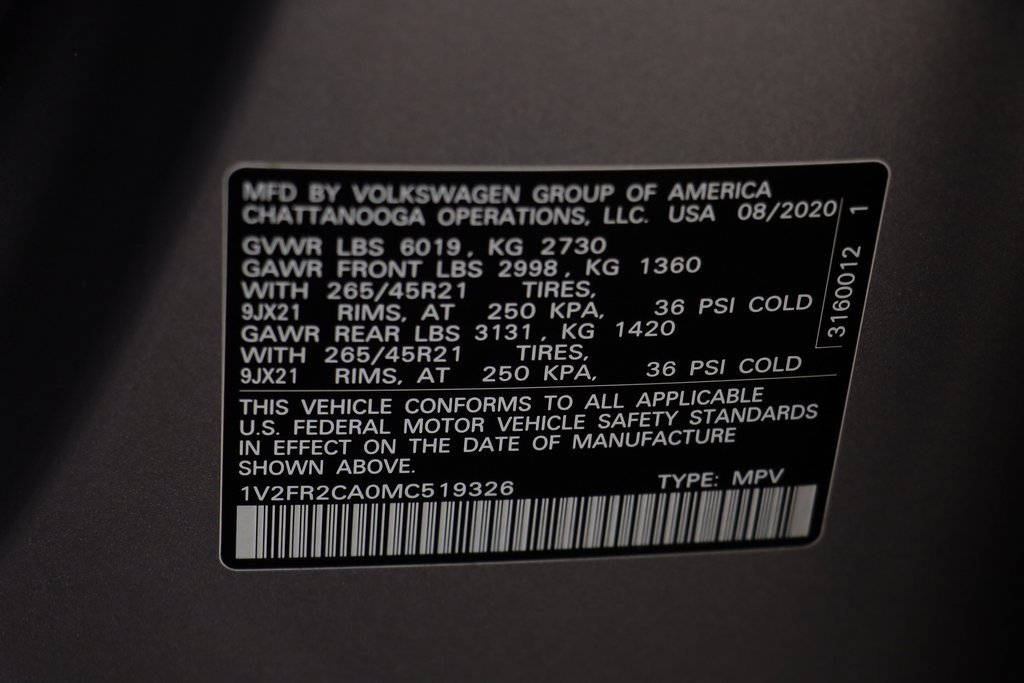 MFD BY VOLKSWAGEN GROUP OF AMERICA
CHATTANOOGA OPERATIONS, LLC. USA 08/2020
GVWR LBS 6019, KG 2730
GAWR FRONT LBS 2998, KG 1360
WITH 265/45R21 TIRES,
9JX21 RIMS, AT 250 KPA, 36 PSI COLD
GAWR REAR LBS 3131, KG 1420
WITH 265/45R21 TIRES,
9JX21 RIMS, AT 250 KPA, 36 PSI COLD
3160012 1
THIS VEHICLE CONFORMS TO ALL APPLICABLE
U.S. FEDERAL MOTOR VEHICLE SAFETY STANDARDS
IN EFFECT ON THE DATE OF MANUFACTURE
SHOWN ABOVE.
1V2FR2CA0MC519326 TYPE: MPV